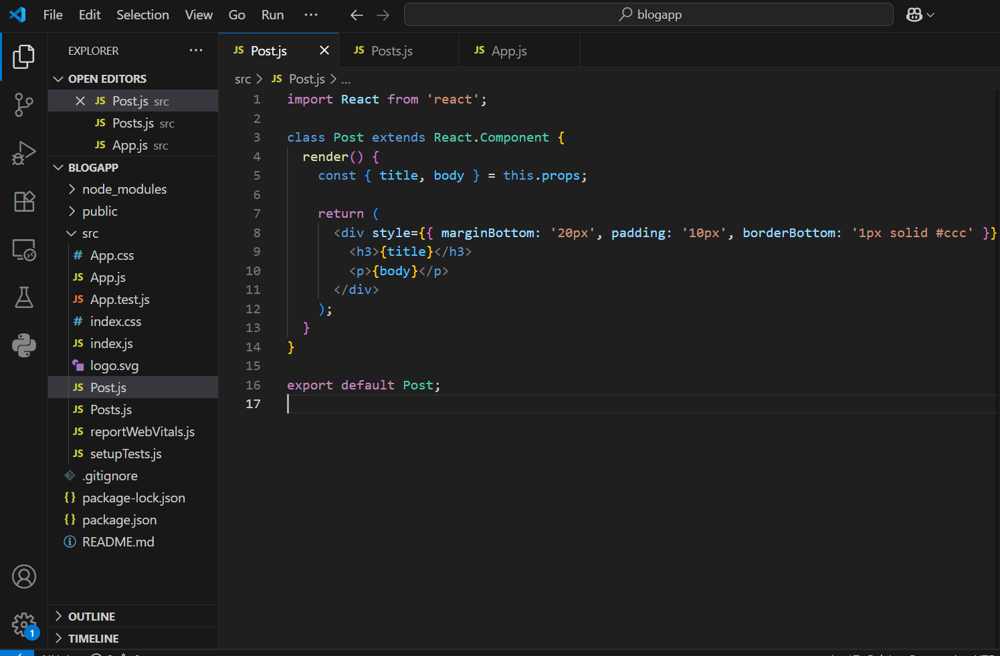 File Edit Selection View Go Run ··· blogapp
EXPLORER ···
JS Post.js
JS Posts.js
JS App.js
OPEN EDITORS
JS Post.js src
JS Posts.js src
JS App.js src
BLOGAPP
node_modules
public
src
# App.css
JS App.js
JS App.test.js
# index.css
JS index.js
logo.svg
JS Post.js
JS Posts.js
JS reportWebVitals.js
JS setupTests.js
.gitignore
{} package-lock.json
{} package.json
README.md
1
OUTLINE
TIMELINE
src > JS Post.js > ...
1 import React from 'react';
2
3 class Post extends React.Component {
4   render() {
5     const { title, body } = this.props;
6
7     return (
8       <div style={{ marginBottom: '20px', padding: '10px', borderBottom: '1px solid #ccc' }}
9         <h3>{title}</h3>
10         <p>{body}</p>
11       </div>
12     );
13   }
14 }
15
16 export default Post;
17